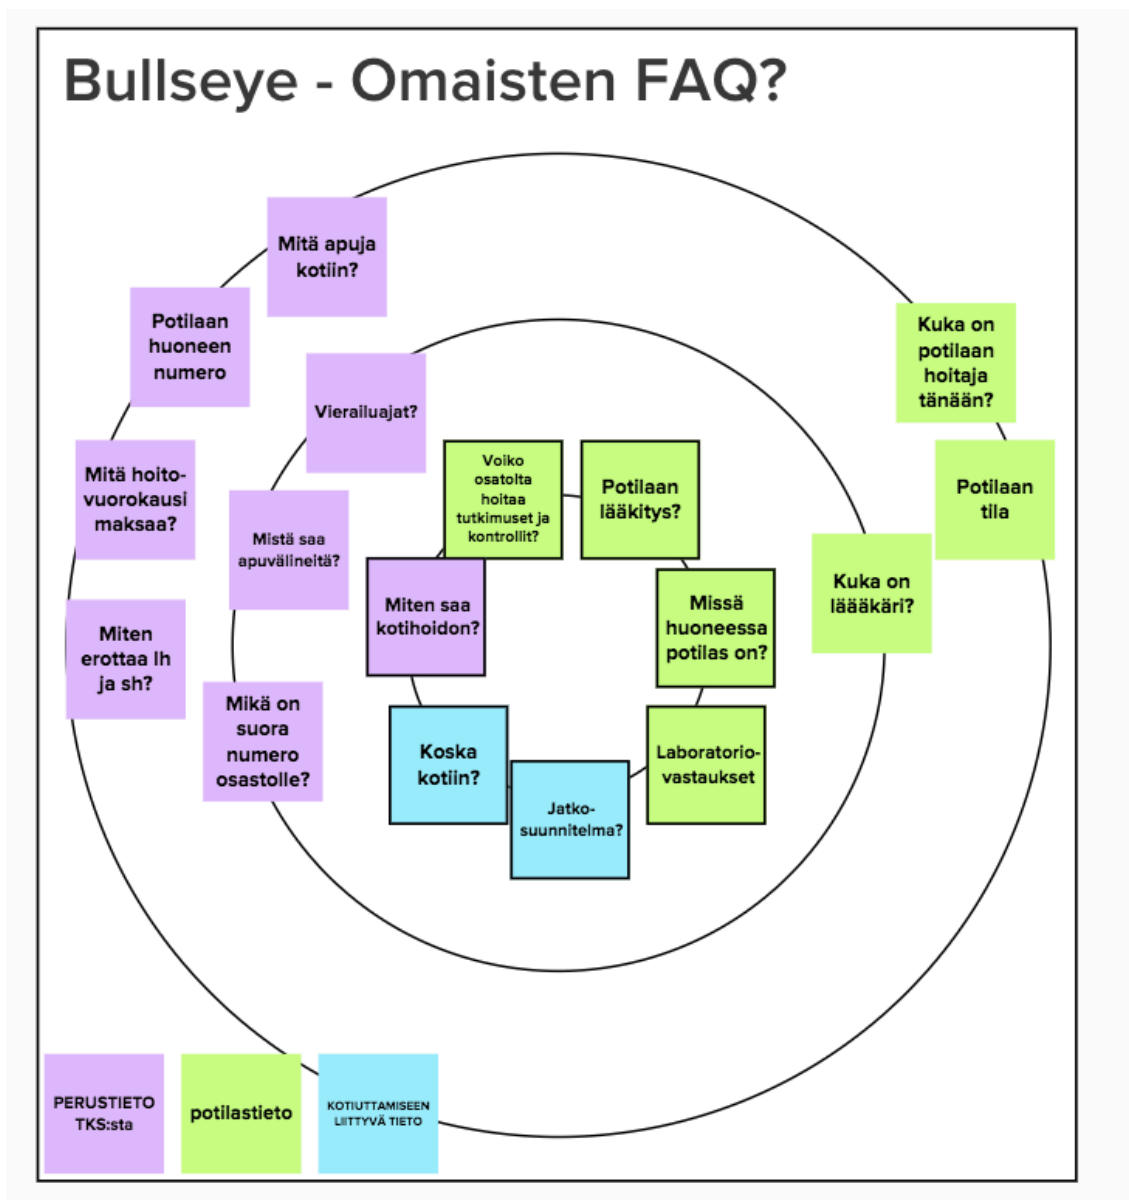 Bullseye - Omaisten FAQ?
Mitä apuja
kotiin?
Potilaan
huoneen
numero
Kuka on
potilaan
hoitaja
tänään?
Vierailuajat?
Mitä hoito-
vuorokausi
maksaa?
Voiko
osatolta
hoitaa
tutkimuset ja
kontrollit?
Potilaan
lääkitys?
Potilaan
tila
Mistä saa
apuvälineitä?
Miten saa
kotihoidon?
Missä
huoneessa
potilas on?
Kuka on
läääkäri?
Miten
erottaa lh
ja sh?
Mikä on
suora
numero
osastolle?
Koska
kotiin?
Jatko-
suunnitelma?
Laboratorio-
vastaukset
PERUSTIETO
TKS:sta
potilastieto
KOTIUTTAMISEEN
LIITTYVÄ TIETO